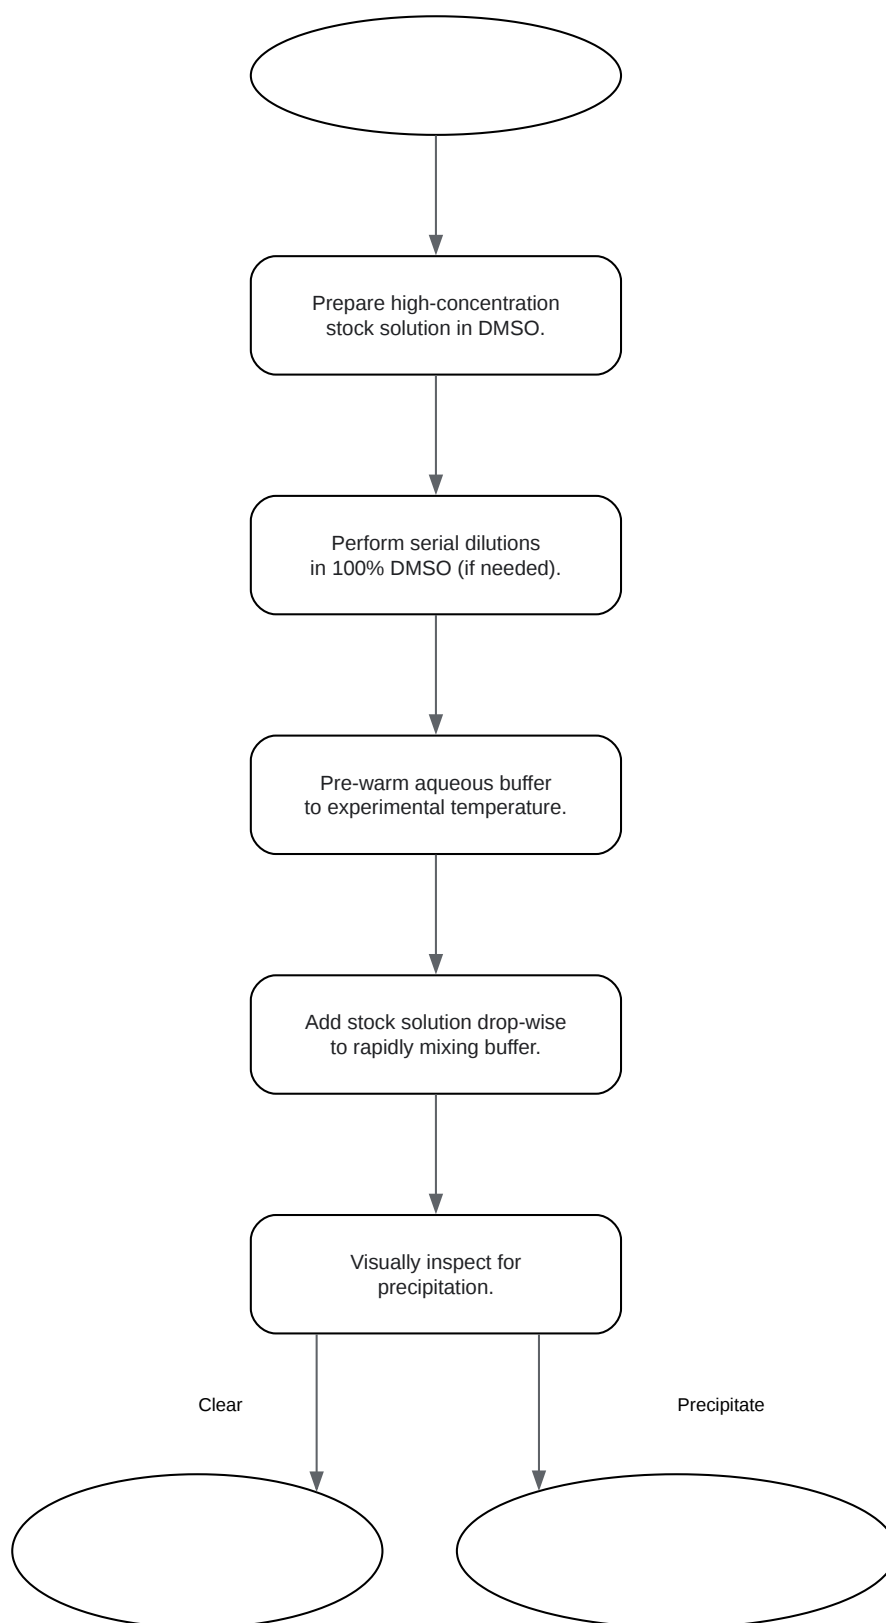 Prepare high-concentration
stock solution in DMSO.
Perform serial dilutions
in 100% DMSO (if needed).
Pre-warm aqueous buffer
to experimental temperature.
Add stock solution drop-wise
to rapidly mixing buffer.
Visually inspect for
precipitation.
Clear
Precipitate